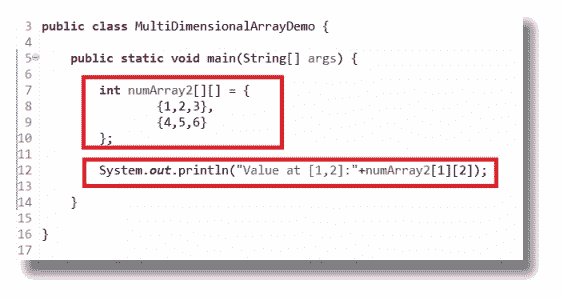 3 public class MultiDimensionalArrayDemo {
4
5 public static void main(String[] args) {
6
7 int numArray2[][] = {
8 {1,2,3},
9 {4,5,6}
10 };
11
12 System.out.println("Value at [1,2]:"+numArray2[1][2]);
13
14 }
15
16 }
17